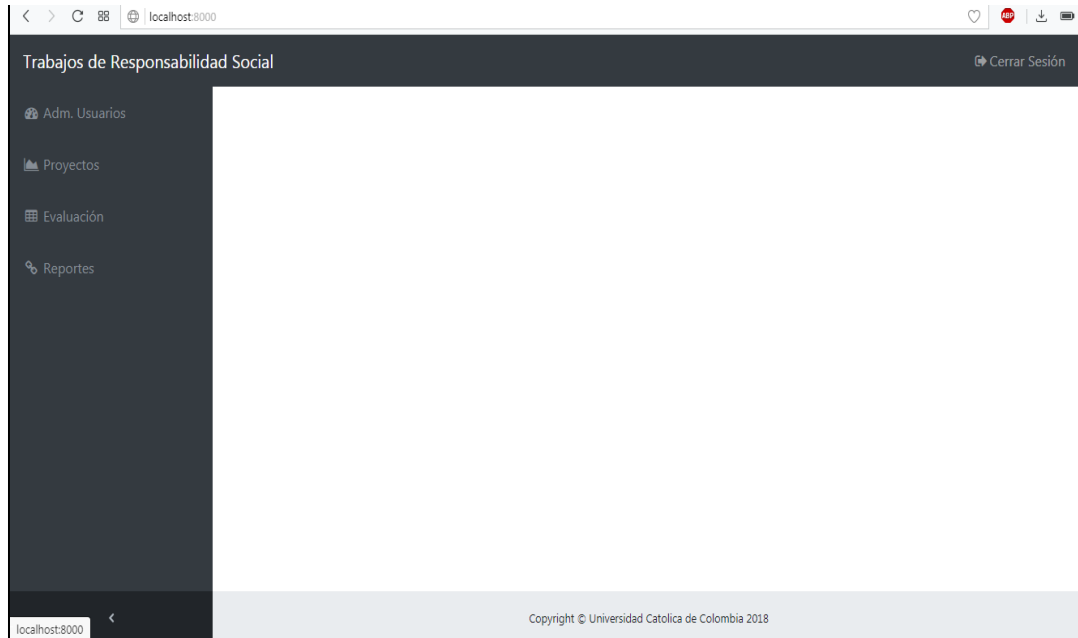 localhost:8000
ABP
Trabajos de Responsabilidad Social
Cerrar Sesión
Adm. Usuarios
Proyectos
Evaluación
Reportes
Copyright © Universidad Catolica de Colombia 2018
localhost:8000